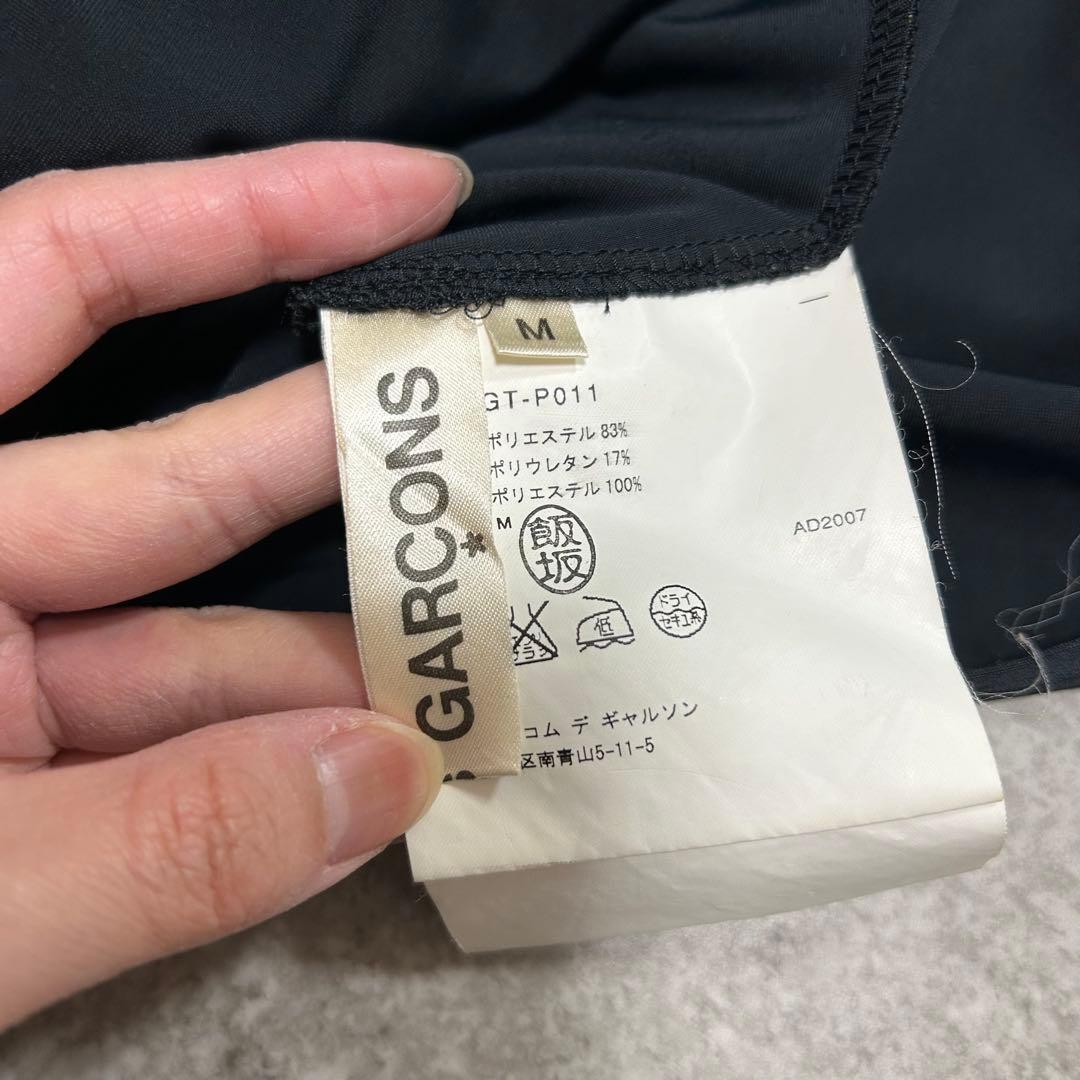 M
GARÇONS
*
GT-P011
ポリエステル 83%
ポリウレタン 17%
ポリエステル 100%
M
飯坂
AD2007
低
ドライ
セキユ系
コム デ ギャルソン
区南青山5-11-5